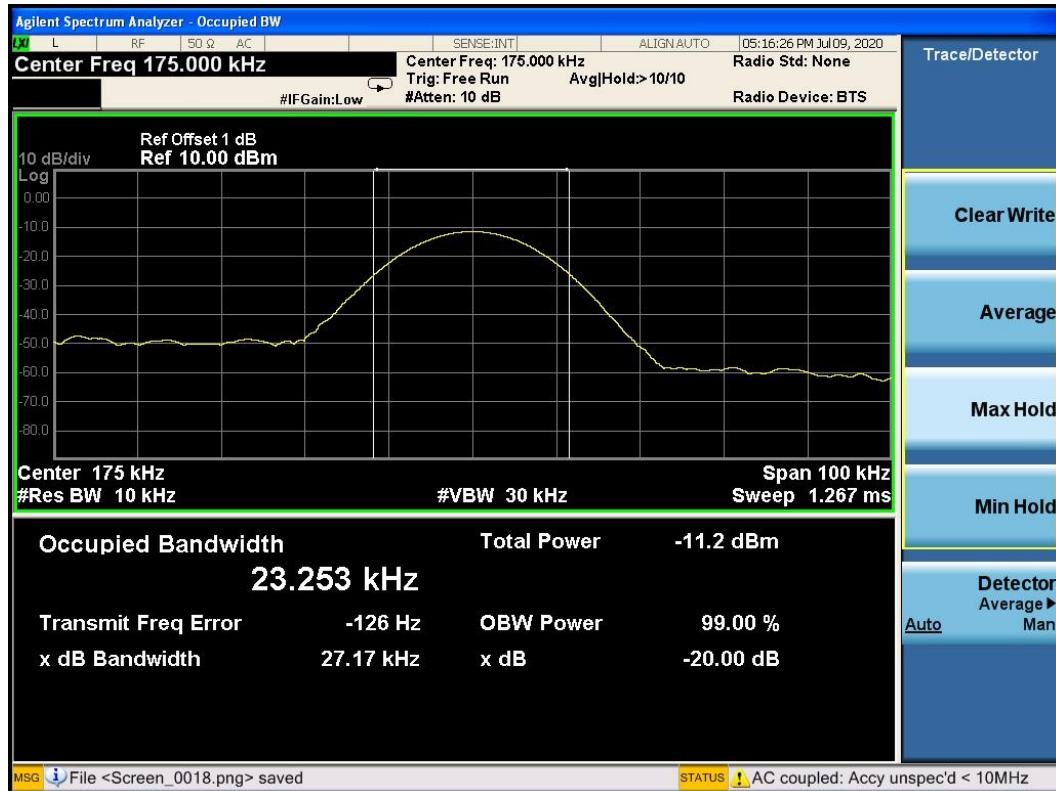 Agilent Spectrum Analyzer - Occupied BW
LXI L RF 50 Ω AC SENSE:INT ALIGNAUTO 05:16:26 PM Jul 09, 2020
Center Freq 175.000 kHz
Center Freq: 175.000 kHz Radio Std: None
Trig: Free Run Avg|Hold:>10/10
#IFGain:Low #Atten: 10 dB Radio Device: BTS
Trace/Detector
Ref Offset 1 dB
10 dB/div Ref 10.00 dBm
Log
0.00
-10.0
-20.0
-30.0
-40.0
-50.0
-60.0
-70.0
-80.0
Center 175 kHz Span 100 kHz
#Res BW 10 kHz #VBW 30 kHz Sweep 1.267 ms
Occupied Bandwidth Total Power -11.2 dBm
23.253 kHz
Transmit Freq Error -126 Hz OBW Power 99.00 %
x dB Bandwidth 27.17 kHz x dB -20.00 dB
Clear Write
Average
Max Hold
Min Hold
Detector
Average▶
Auto Man
MSG File <Screen_0018.png> saved STATUS AC coupled: Accy unspec'd < 10MHz